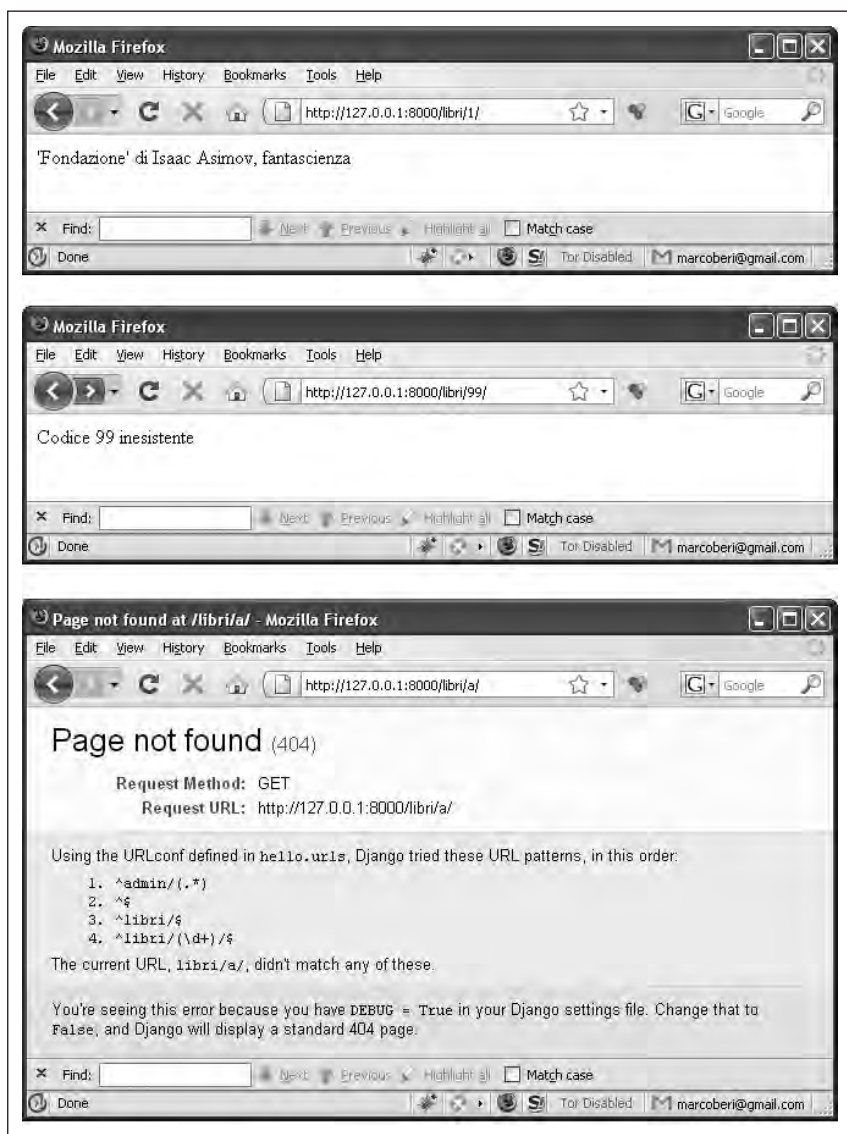 Mozilla Firefox
File Edit View History Bookmarks Tools Help
http://127.0.0.1:8000/libri/1/ G Google
'Fondazione' di Isaac Asimov, fantascienza
× Find: Next Previous Highlight all Match case
Done S! Tor Disabled marcoberi@gmail.com
Mozilla Firefox
File Edit View History Bookmarks Tools Help
http://127.0.0.1:8000/libri/99/ G Google
Codice 99 inesistente
× Find: Next Previous Highlight all Match case
Done S! Tor Disabled marcoberi@gmail.com
Page not found at /libri/a/ - Mozilla Firefox
File Edit View History Bookmarks Tools Help
http://127.0.0.1:8000/libri/a/ G Google
Page not found (404)
Request Method: GET
Request URL: http://127.0.0.1:8000/libri/a/
Using the URLconf defined in hello.urls, Django tried these URL patterns, in this order:
1. ^admin/(.*)
2. ^$
3. ^libri/$
4. ^libri/(\d+)/$
The current URL, libri/a/, didn't match any of these.
You're seeing this error because you have DEBUG = True in your Django settings file. Change that to
False, and Django will display a standard 404 page.
× Find: Next Previous Highlight all Match case
Done S! Tor Disabled marcoberi@gmail.com